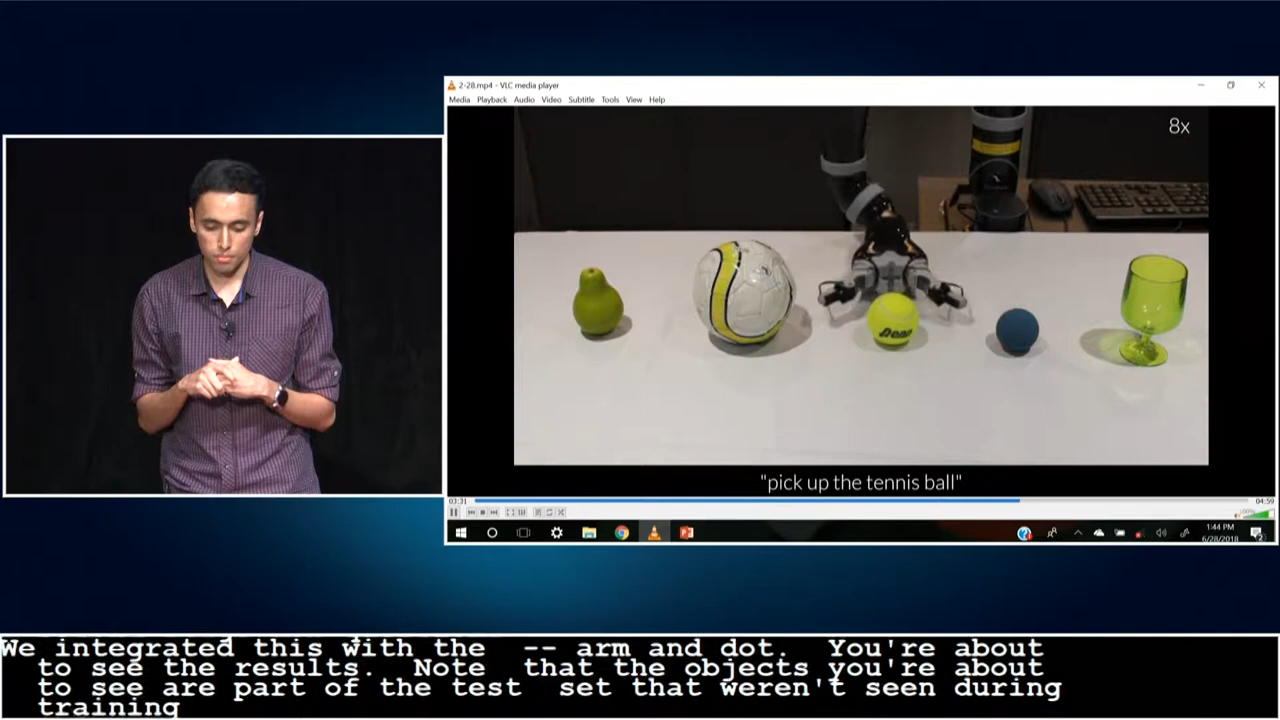 2-28.mp4 - VLC media player
Media Playback Audio Video Subtitle Tools View Help
8x
"pick up the tennis ball"
03:31
04:59
100%
1:44 PM
6/28/2018
We integrated this with the -- arm and dot. You're about
to see the results. Note that the objects you're about
to see are part of the test set that weren't seen during
training